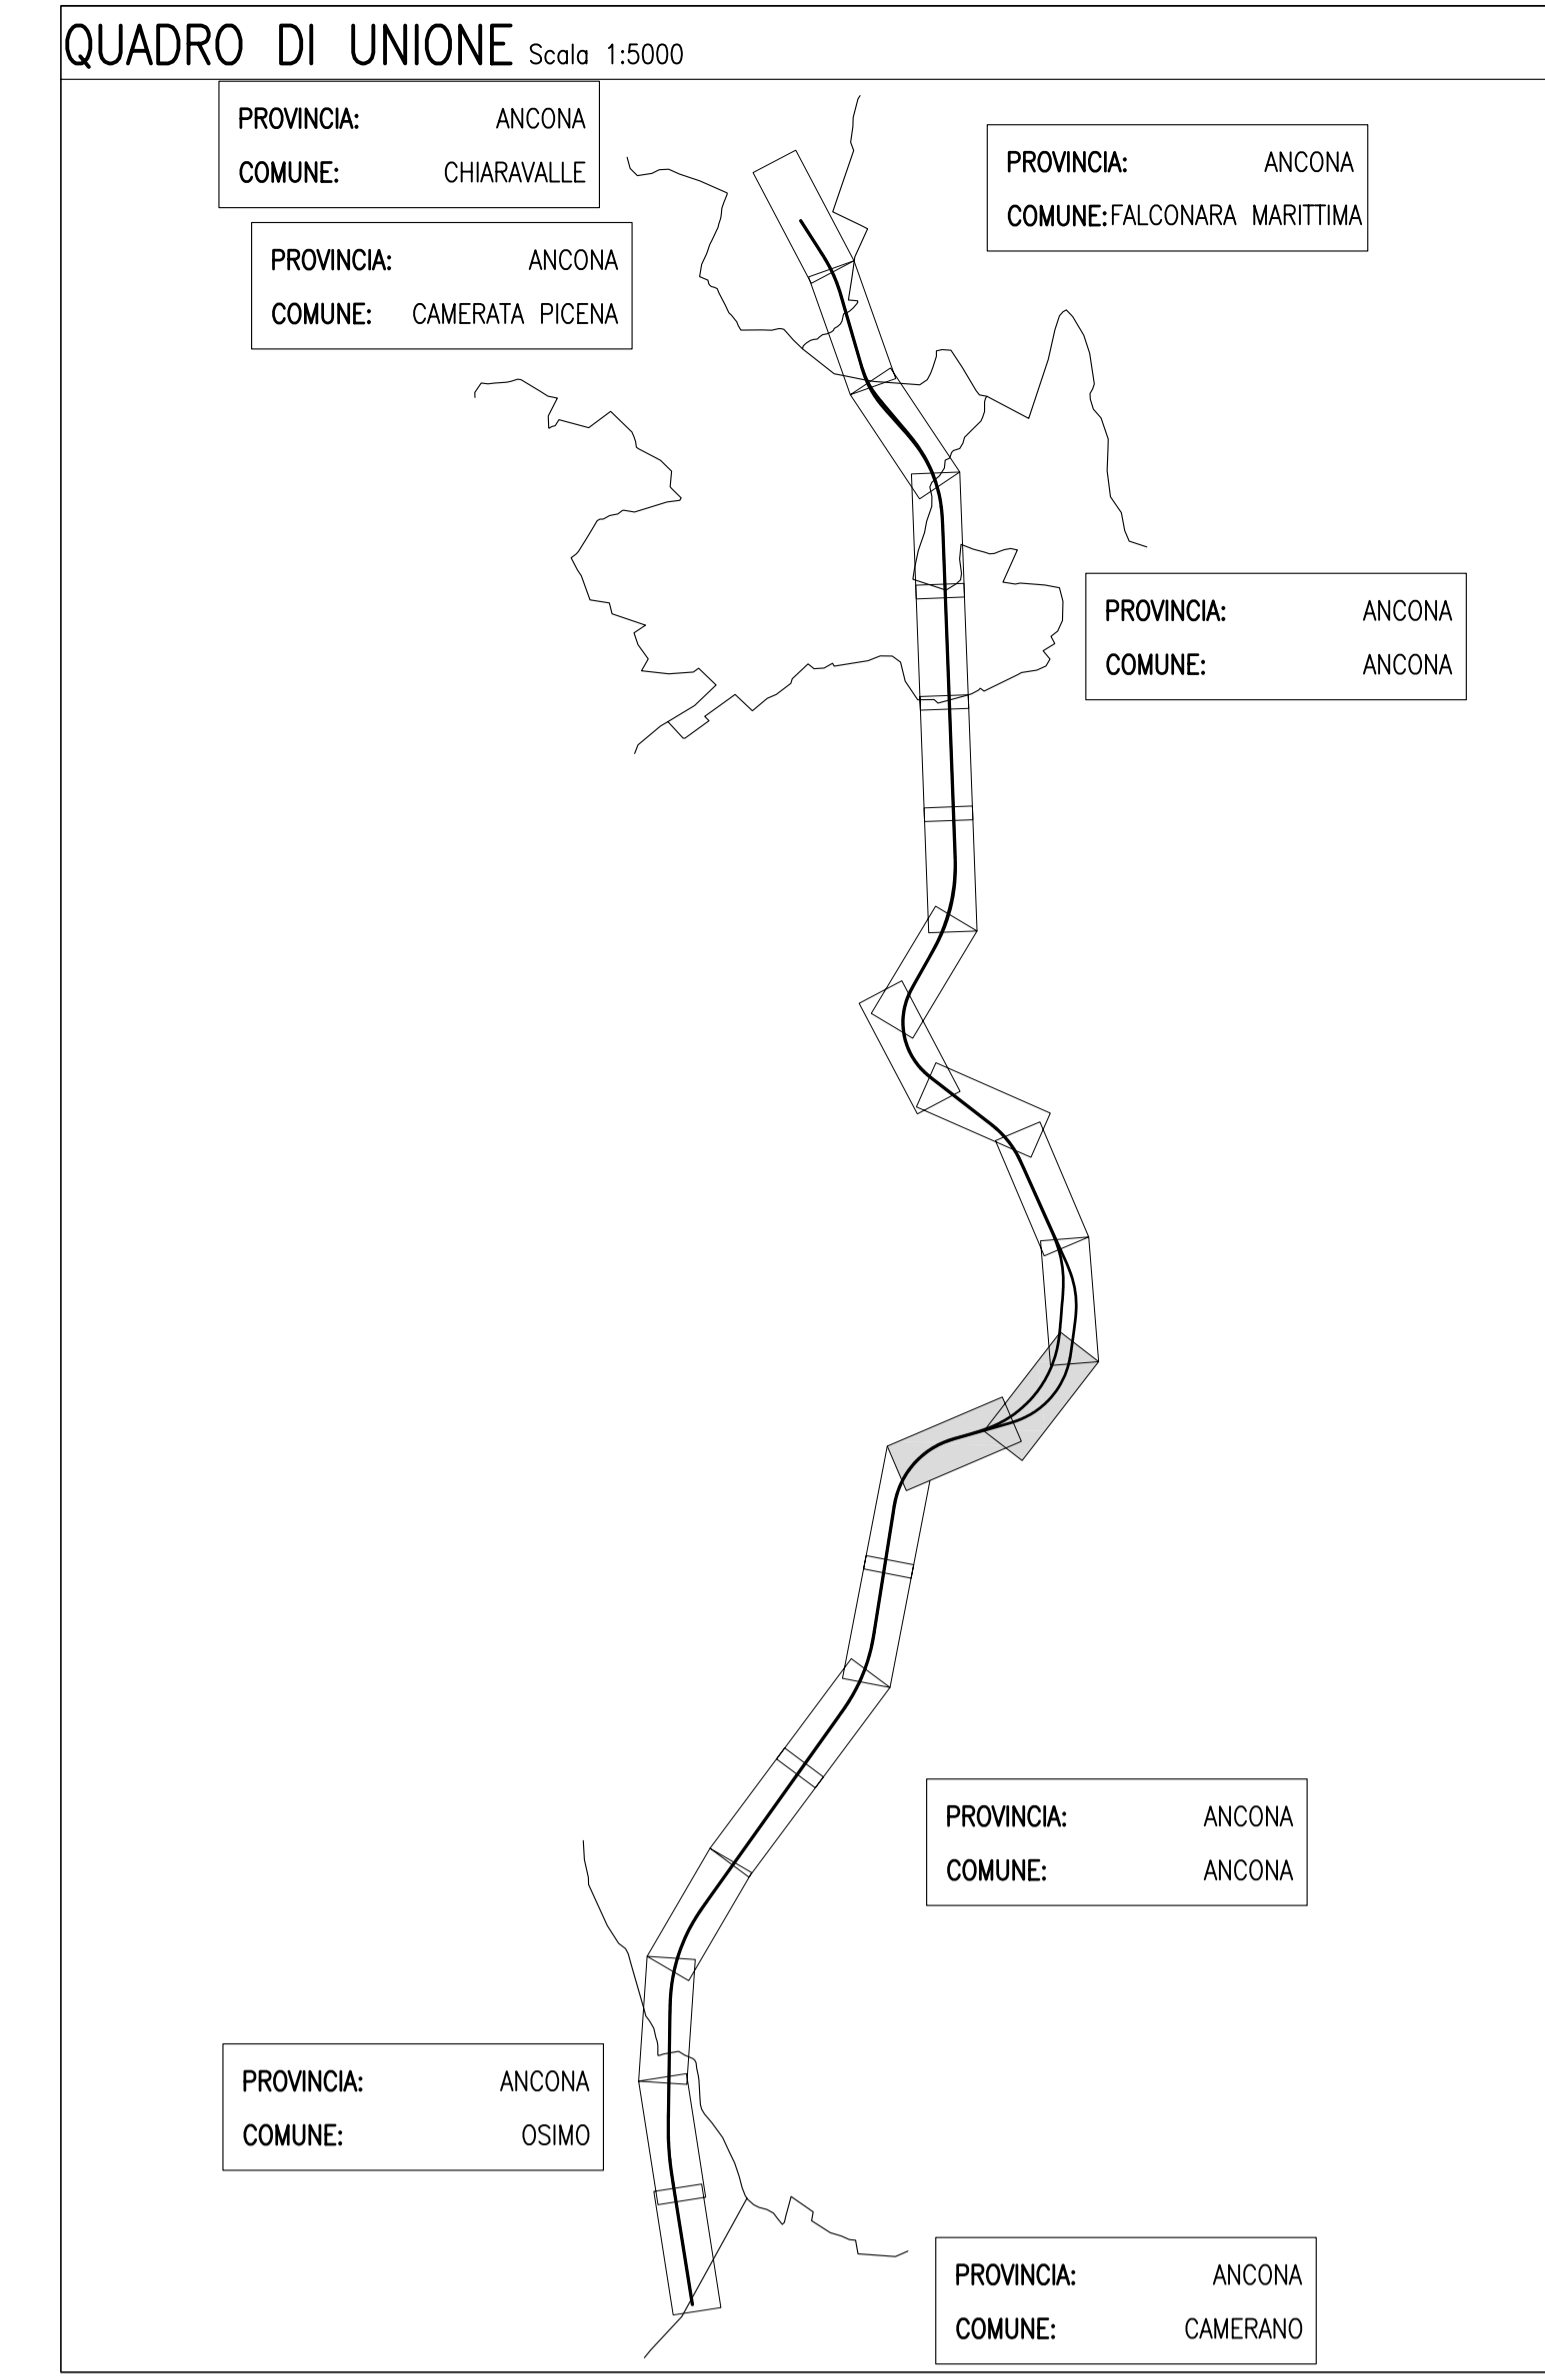 QUADRO DI UNIONE Scala 1:5000
PROVINCIA: ANCONA
COMUNE: CHIARAVALLE
PROVINCIA: ANCONA
COMUNE: FALCONARA MARITTIMA
PROVINCIA: ANCONA
COMUNE: CAMERATA PICENA
PROVINCIA: ANCONA
COMUNE: ANCONA
PROVINCIA: ANCONA
COMUNE: ANCONA
PROVINCIA: ANCONA
COMUNE: OSIMO
PROVINCIA: ANCONA
COMUNE: CAMERANO